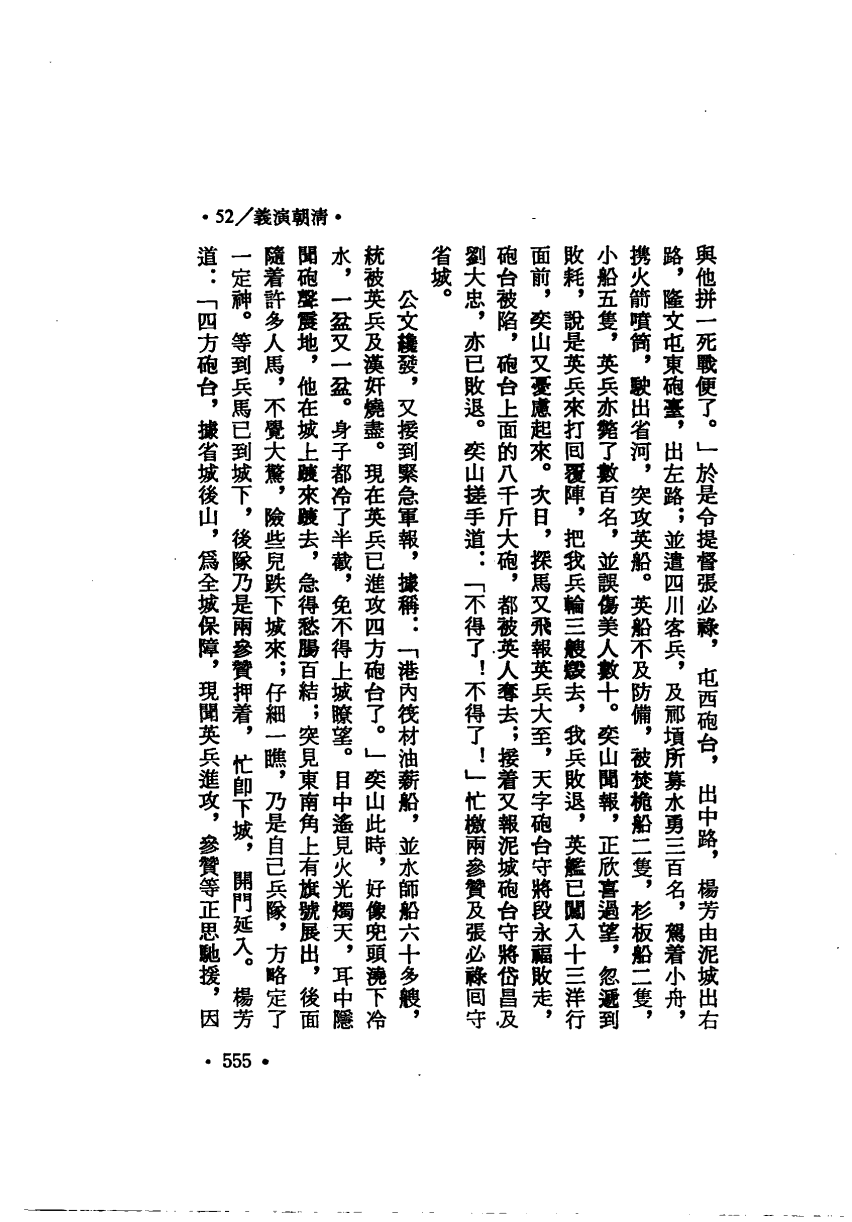 •清朝演義/52•
與他拼一死戰便了。」於是令提督張必祿，屯西砲台，出中路，楊芳由泥城出右
路，隆文屯東砲臺，出左路；並遣四川客兵，及祁𡎴所募水勇三百名，駕着小舟，
携火箭噴筒，駛出省河，突攻英船。英船不及防備，被焚桅船二隻，杉板船二隻，
小船五隻，英兵亦斃了數百名，並誤傷美人數十。奕山聞報，正欣喜過望，忽遞到
敗耗，說是英兵來打回覆陣，把我兵輪三艘燬去，我兵敗退，英艦已闖入十三洋行
面前，奕山又憂慮起來。次日，探馬又飛報英兵大至，天字砲台守將段永福敗走，
砲台被陷，砲台上面的八千斤大砲，都被英人奪去；接着又報泥城砲台守將岱昌及
劉大忠，亦已敗退。奕山搓手道：「不得了！不得了！」忙檄兩參贊及張必祿回守
省城。
公文纔發，又接到緊急軍報，據稱：「港內筏材油薪船，並水師船六十多艘，
統被英兵及漢奸燒盡。現在英兵已進攻四方砲台了。」奕山此時，好像兜頭澆下冷
水，一盆又一盆。身子都冷了半截，免不得上城瞭望。目中遙見火光燭天，耳中隱
聞砲聲震地，他在城上踱來踱去，急得愁腸百結；突見東南角上有旗號展出，後面
隨着許多人馬，不覺大驚，險些兒跌下城來；仔細一瞧，乃是自己兵隊，方略定了
一定神。等到兵馬已到城下，後隊乃是兩參贊押着，忙卽下城，開門延入。楊芳
道：「四方砲台，據省城後山，爲全城保障，現聞英兵進攻，參贊等正思馳援，因
•555•